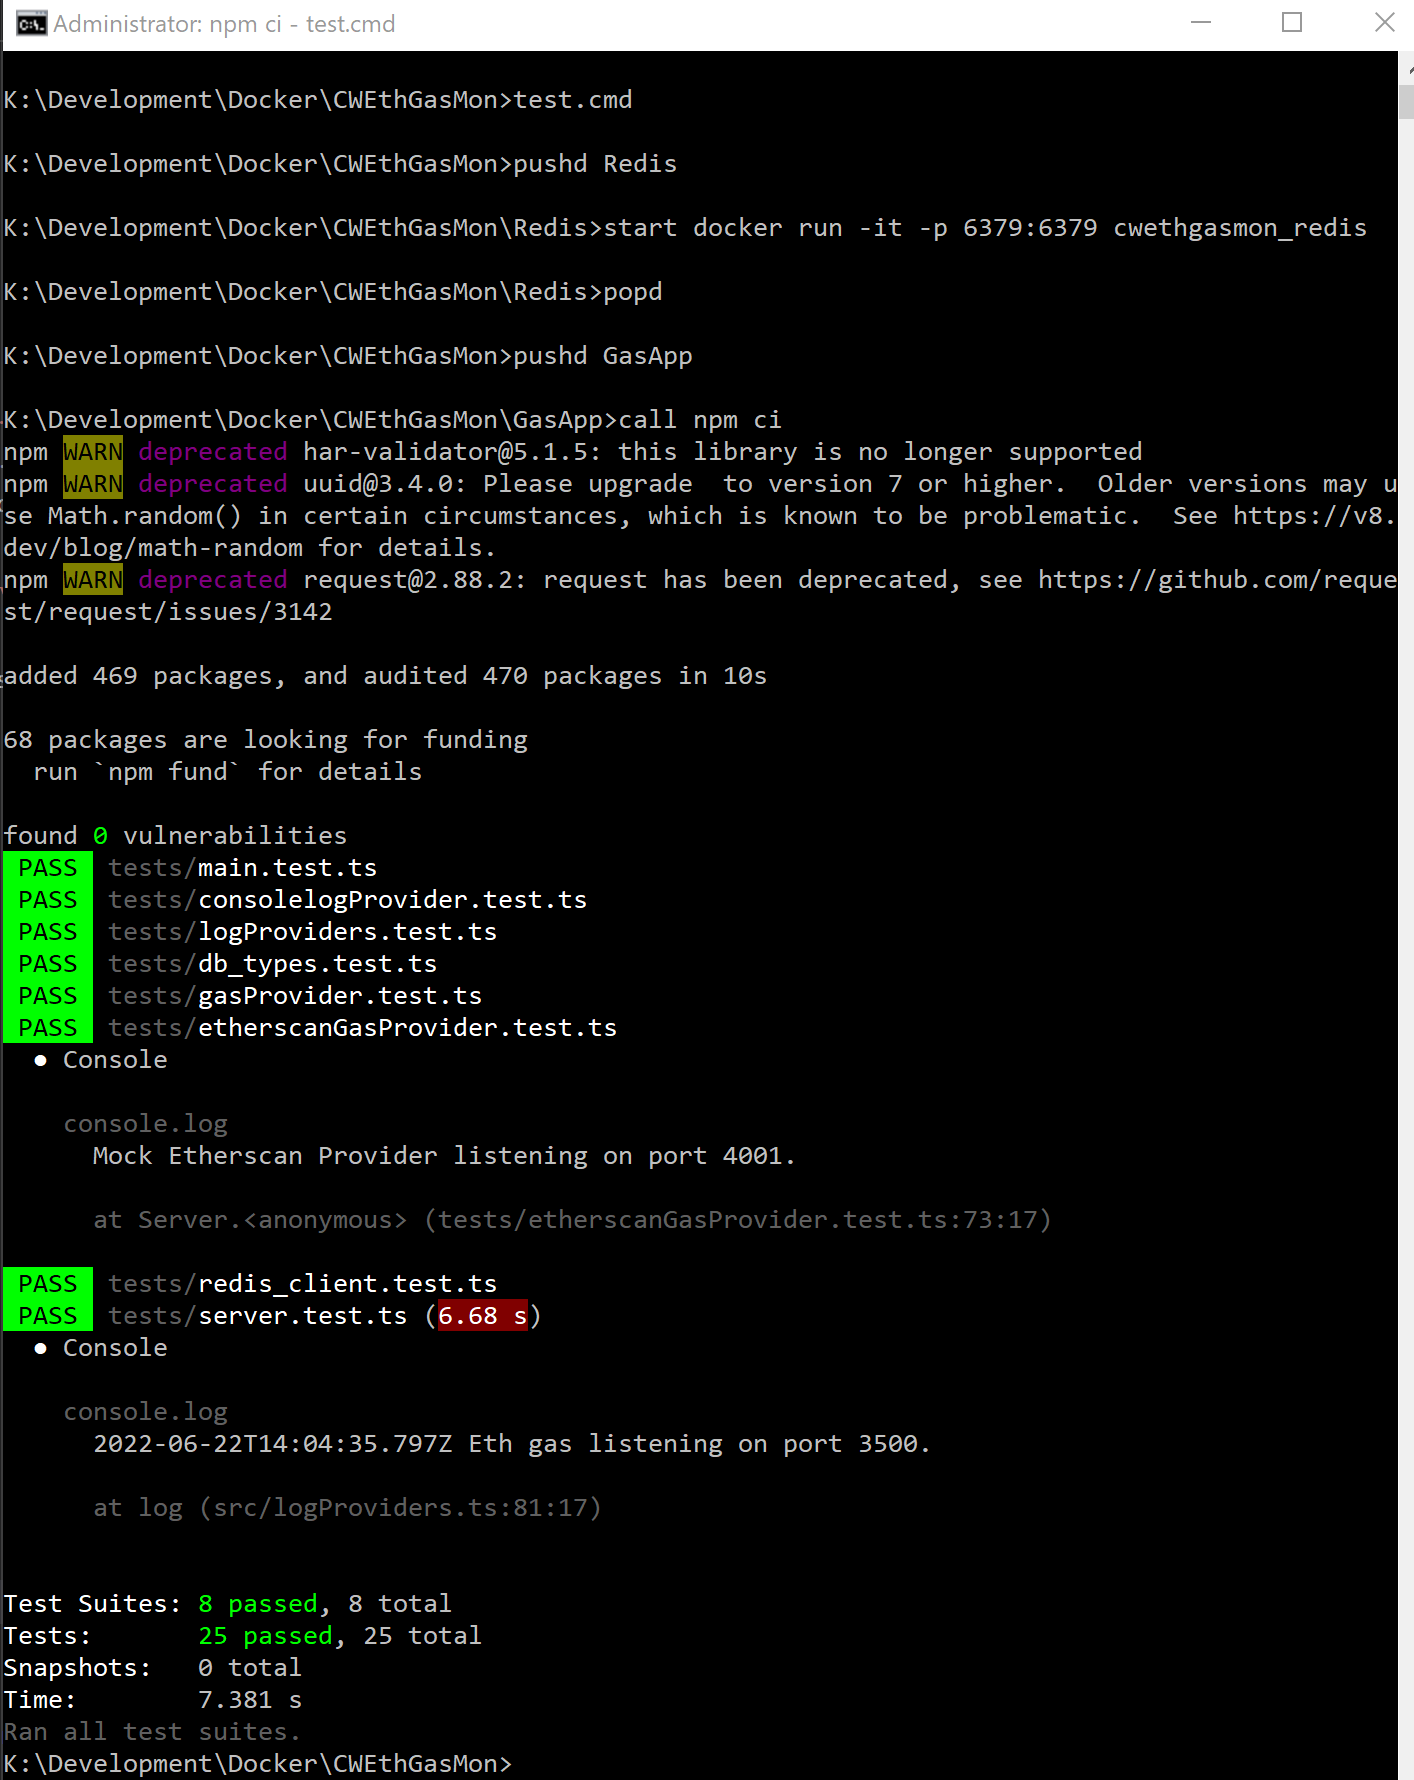 Administrator: npm ci - test.cmd
K:\Development\Docker\CWEthGasMon>test.cmd
K:\Development\Docker\CWEthGasMon>pushd Redis
K:\Development\Docker\CWEthGasMon\Redis>start docker run -it -p 6379:6379 cwethgasmon_redis
K:\Development\Docker\CWEthGasMon\Redis>popd
K:\Development\Docker\CWEthGasMon>pushd GasApp
K:\Development\Docker\CWEthGasMon\GasApp>call npm ci
npm WARN deprecated har-validator@5.1.5: this library is no longer supported
npm WARN deprecated uuid@3.4.0: Please upgrade  to version 7 or higher.  Older versions may u
se Math.random() in certain circumstances, which is known to be problematic.  See https://v8.
dev/blog/math-random for details.
npm WARN deprecated request@2.88.2: request has been deprecated, see https://github.com/reque
st/request/issues/3142
added 469 packages, and audited 470 packages in 10s
68 packages are looking for funding
  run `npm fund` for details
found 0 vulnerabilities
PASS  tests/main.test.ts
PASS  tests/consolelogProvider.test.ts
PASS  tests/logProviders.test.ts
PASS  tests/db_types.test.ts
PASS  tests/gasProvider.test.ts
PASS  tests/etherscanGasProvider.test.ts
  ● Console
    console.log
      Mock Etherscan Provider listening on port 4001.
      at Server.<anonymous> (tests/etherscanGasProvider.test.ts:73:17)
PASS  tests/redis_client.test.ts
PASS  tests/server.test.ts (6.68 s)
  ● Console
    console.log
      2022-06-22T14:04:35.797Z Eth gas listening on port 3500.
      at log (src/logProviders.ts:81:17)
Test Suites: 8 passed, 8 total
Tests:       25 passed, 25 total
Snapshots:   0 total
Time:        7.381 s
Ran all test suites.
K:\Development\Docker\CWEthGasMon>